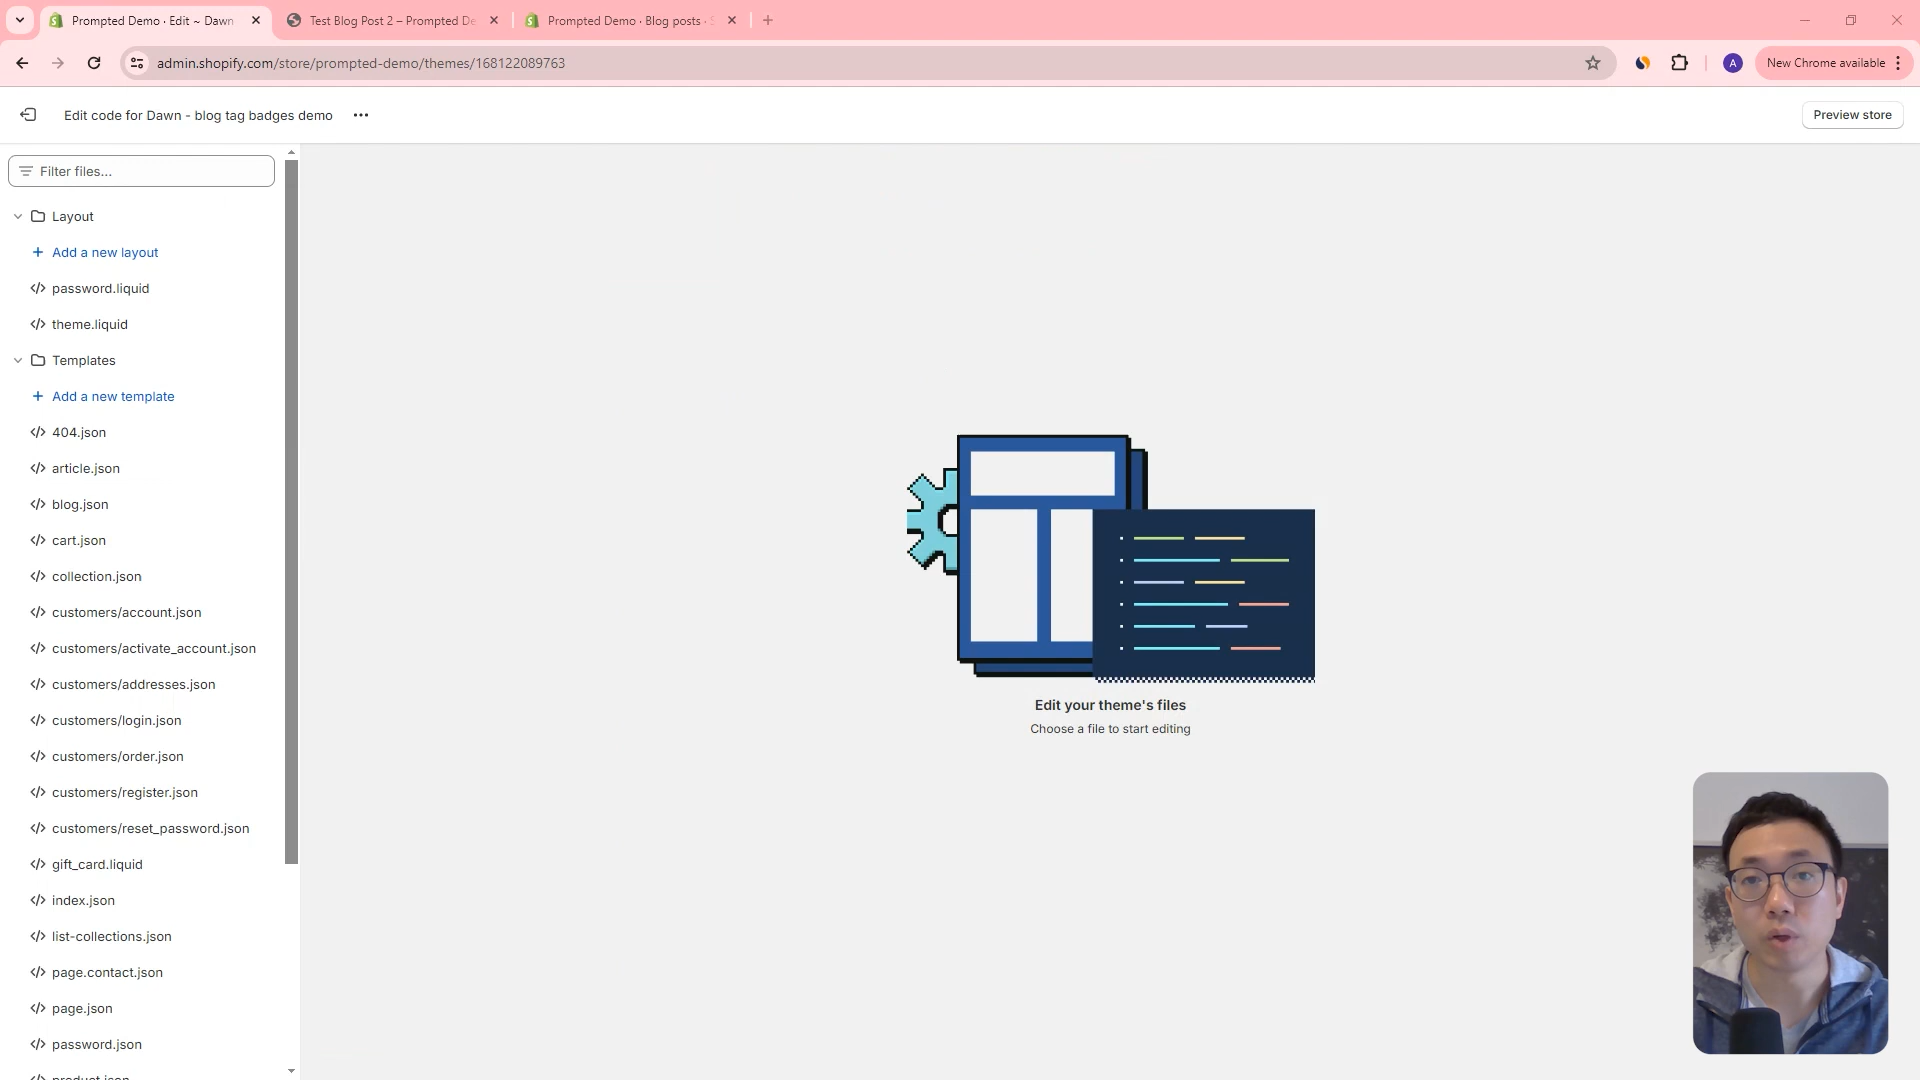 Prompted Demo · Edit ~ Dawn
Test Blog Post 2 – Prompted De
Prompted Demo · Blog posts · S
admin.shopify.com/store/prompted-demo/themes/168122089763
A
New Chrome available
Edit code for Dawn - blog tag badges demo
Preview store
Filter files...
Layout
Add a new layout
password.liquid
theme.liquid
Templates
Add a new template
404.json
article.json
blog.json
cart.json
collection.json
customers/account.json
customers/activate_account.json
customers/addresses.json
customers/login.json
customers/order.json
customers/register.json
customers/reset_password.json
gift_card.liquid
index.json
list-collections.json
page.contact.json
page.json
password.json
product.json
Edit your theme's files
Choose a file to start editing